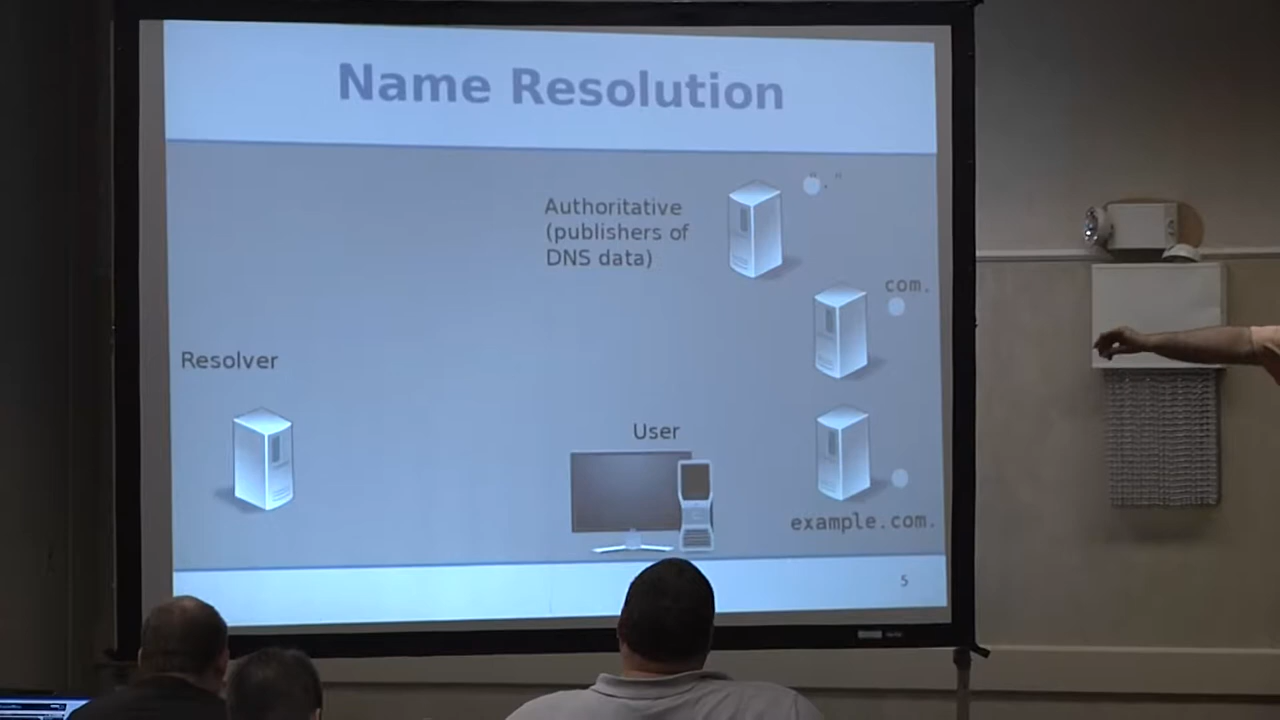 Name Resolution
"."
Authoritative
(publishers of
DNS data)
com.
Resolver
User
example.com.
5